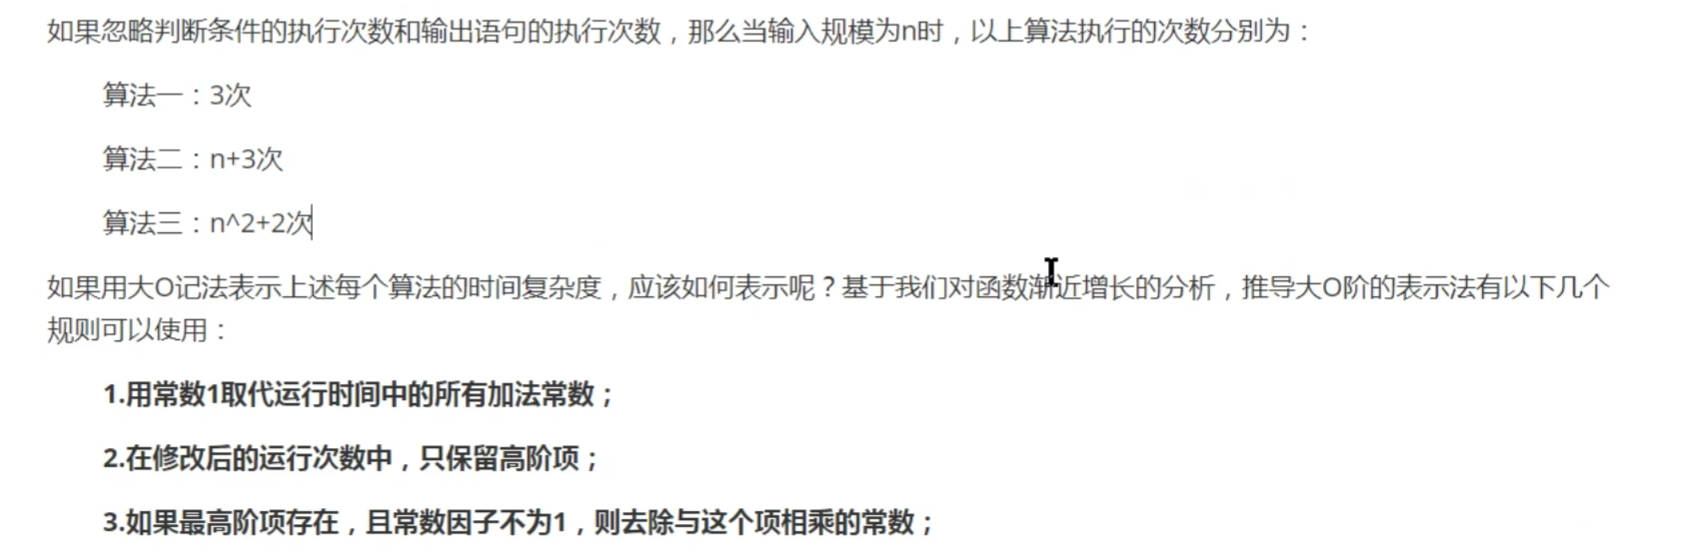 如果忽略判断条件的执行次数和输出语句的执行次数，那么当输入规模为n时，以上算法执行的次数分别为：
算法一：3次
算法二：n+3次
算法三：n^2+2次
如果用大O记法表示上述每个算法的时间复杂度，应该如何表示呢？基于我们对函数渐近增长的分析，推导大O阶的表示法有以下几个
规则可以使用：
1.用常数1取代运行时间中的所有加法常数；
2.在修改后的运行次数中，只保留高阶项；
3.如果最高阶项存在，且常数因子不为1，则去除与这个项相乘的常数；